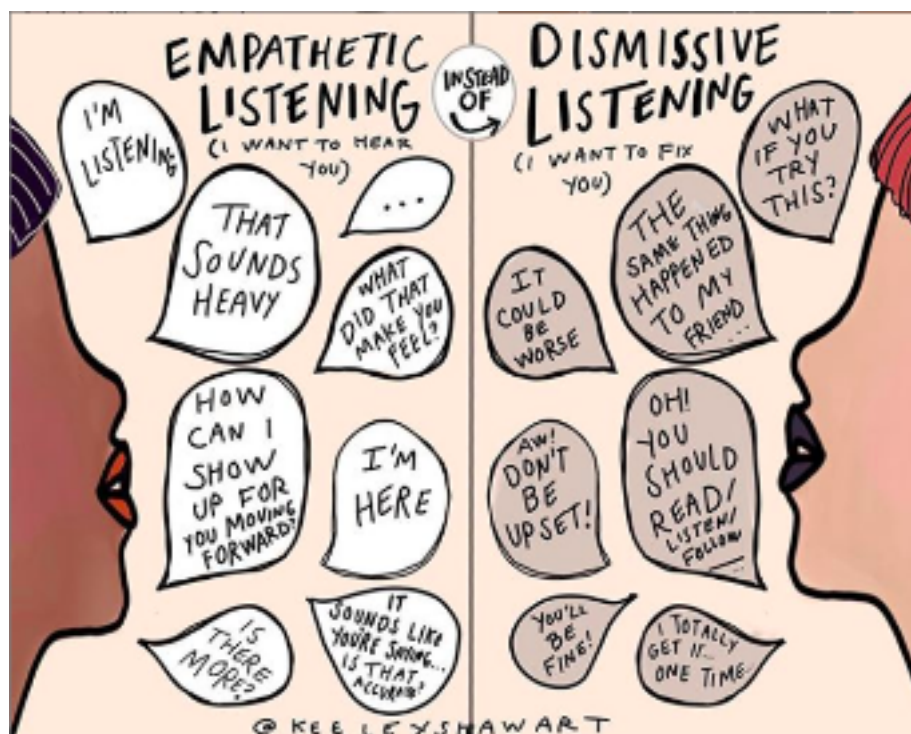 EMPATHETIC
LISTENING
(I WANT TO HEAR
YOU)
INSTEAD
OF
DISMISSIVE
LISTENING
(I WANT TO FIX
YOU)
I'M
LISTENING
THAT
SOUNDS
HEAVY
...
WHAT
DID THAT
MAKE YOU
FEEL?
HOW
CAN I
SHOW
UP FOR
YOU MOVING
FORWARD?
I'M
HERE
IS
THERE
MORE?
IT
SOUNDS LIKE
YOU'RE SAYING...
IS THAT
ACCURATE?
WHAT
IF YOU
TRY
THIS?
THE
SAME THING
HAPPENED
TO MY
FRIEND
...
IT
COULD
BE
WORSE
AW!
DON'T
BE
UPSET!
OH!
YOU
SHOULD
READ/
LISTEN/
FOLLOW
...
YOU'LL
BE
FINE!
I TOTALLY
GET IT...
ONE TIME...
@KEELEYSHAWART